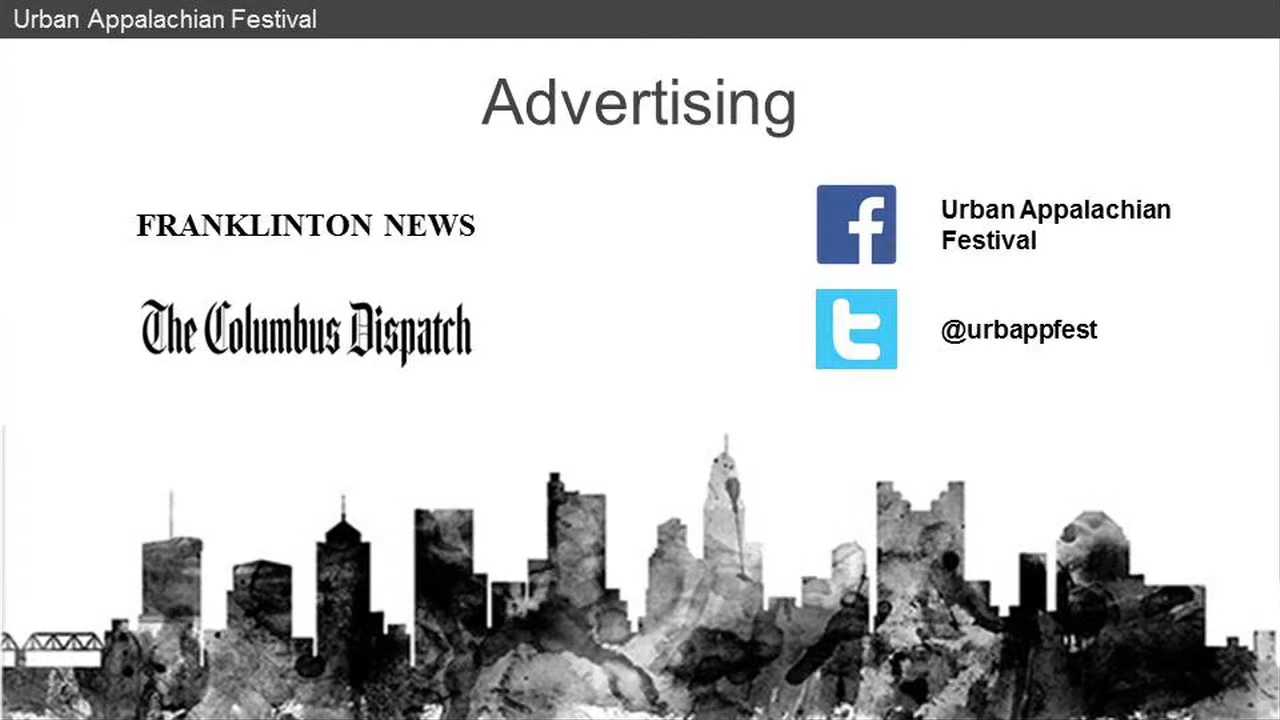 Urban Appalachian Festival
Advertising
FRANKLINTON NEWS
The Columbus Dispatch
Urban Appalachian
Festival
@urbappfest